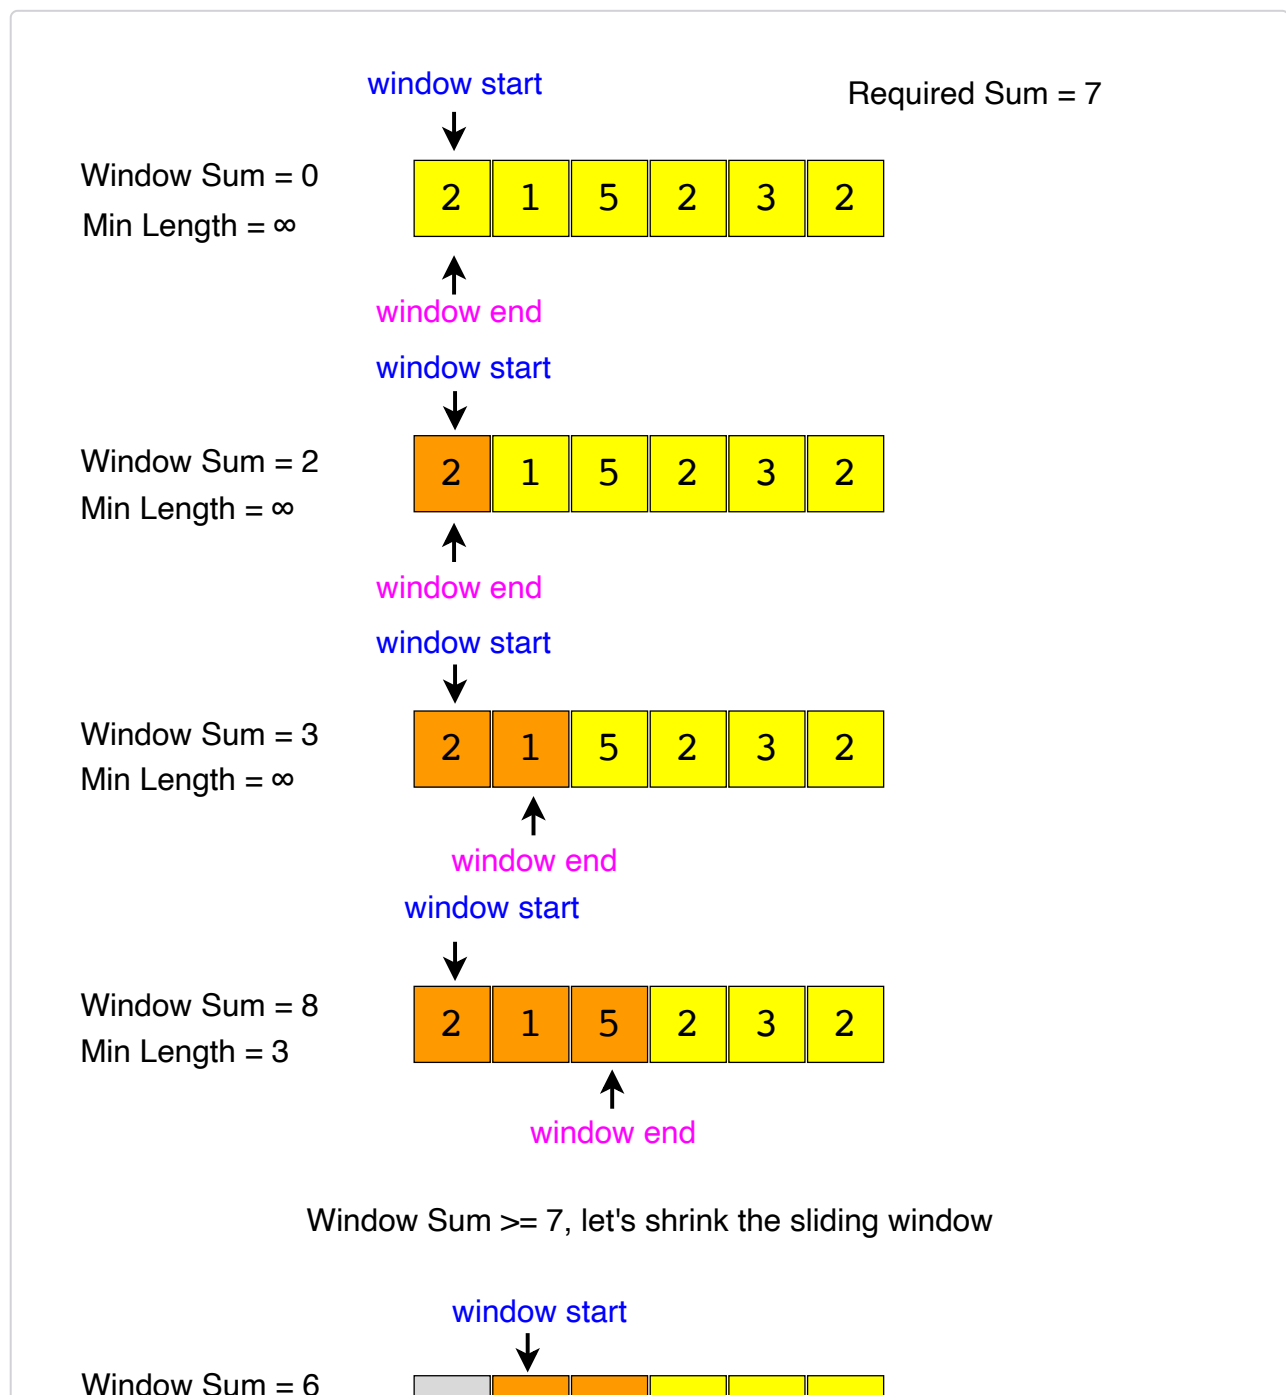 window start
Required Sum = 7
Window Sum = 0
2 1 5 2 3 2
Min Length = ∞
window end
window start
Window Sum = 2
2 1 5 2 3 2
Min Length = ∞
window end
window start
Window Sum = 3
2 1 5 2 3 2
Min Length = ∞
window end
window start
Window Sum = 8
2 1 5 2 3 2
Min Length = 3
window end
Window Sum >= 7, let's shrink the sliding window
window start
Window Sum = 6